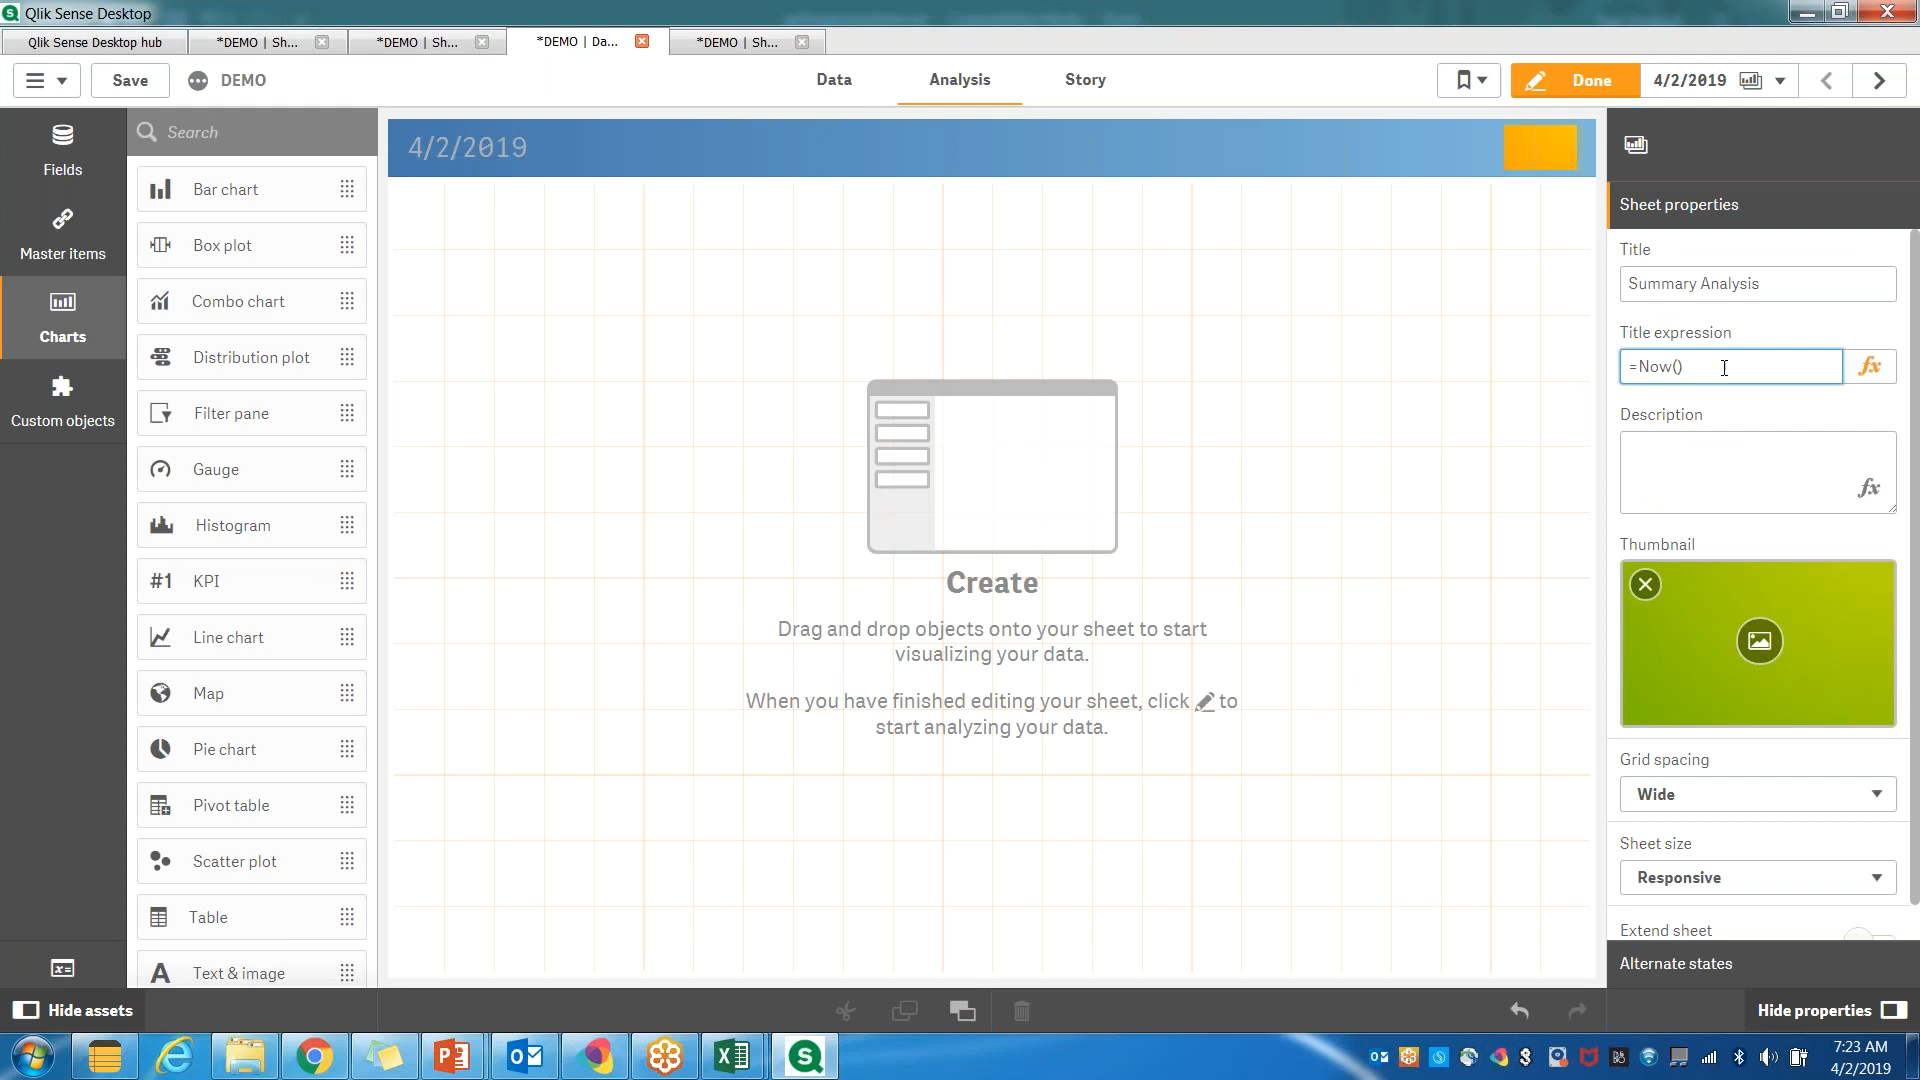 Qlik Sense Desktop
Qlik Sense Desktop hub
*DEMO | Sh...
*DEMO | Sh...
*DEMO | Da...
*DEMO | Sh...
Save
DEMO
Data
Analysis
Story
Done
4/2/2019
Fields
Master items
Charts
Custom objects
Search
Bar chart
Box plot
Combo chart
Distribution plot
Filter pane
Gauge
Histogram
#1 KPI
Line chart
Map
Pie chart
Pivot table
Scatter plot
Table
A Text & image
4/2/2019
Create
Drag and drop objects onto your sheet to start
visualizing your data.
When you have finished editing your sheet, click to
start analyzing your data.
Sheet properties
Title
Summary Analysis
Title expression
=Now()
fx
Description
fx
Thumbnail
Grid spacing
Wide
Sheet size
Responsive
Extend sheet
Alternate states
Hide assets
Hide properties
7:23 AM
4/2/2019